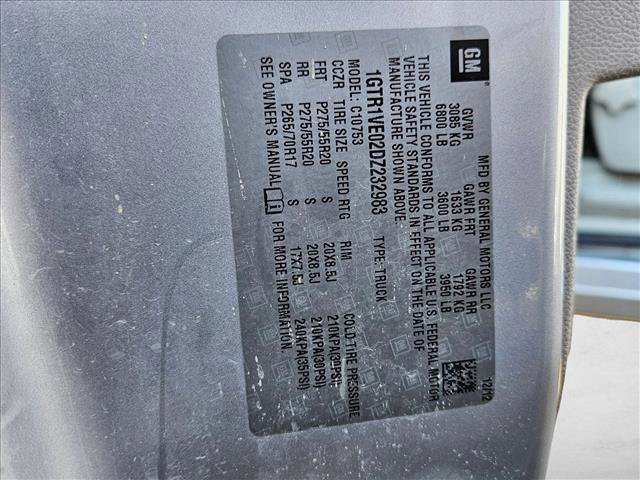 GM
MFD BY GENERAL MOTORS LLC 12/12
GVWR GAWR FRT GAWR RR
3085 KG 1633 KG 1792 KG
6800 LB 3600 LB 3950 LB
THIS VEHICLE CONFORMS TO ALL APPLICABLE U.S. FEDERAL MOTOR
VEHICLE SAFETY STANDARDS IN EFFECT ON THE DATE OF
MANUFACTURE SHOWN ABOVE.
1GTR1VE02DZ232983 TYPE: TRUCK
MODEL: C10753
CCZR TIRE SIZE SPEED RTG RIM COLD TIRE PRESSURE
FRT P275/55R20 S 20X8.5J 210KPA(30PSI)
RR P275/55R20 S 20X8.5J 210KPA(30PSI)
SPA P265/70R17 S 17X7.5J 240KPA(35PSI)
SEE OWNER'S MANUAL FOR MORE INFORMATION.